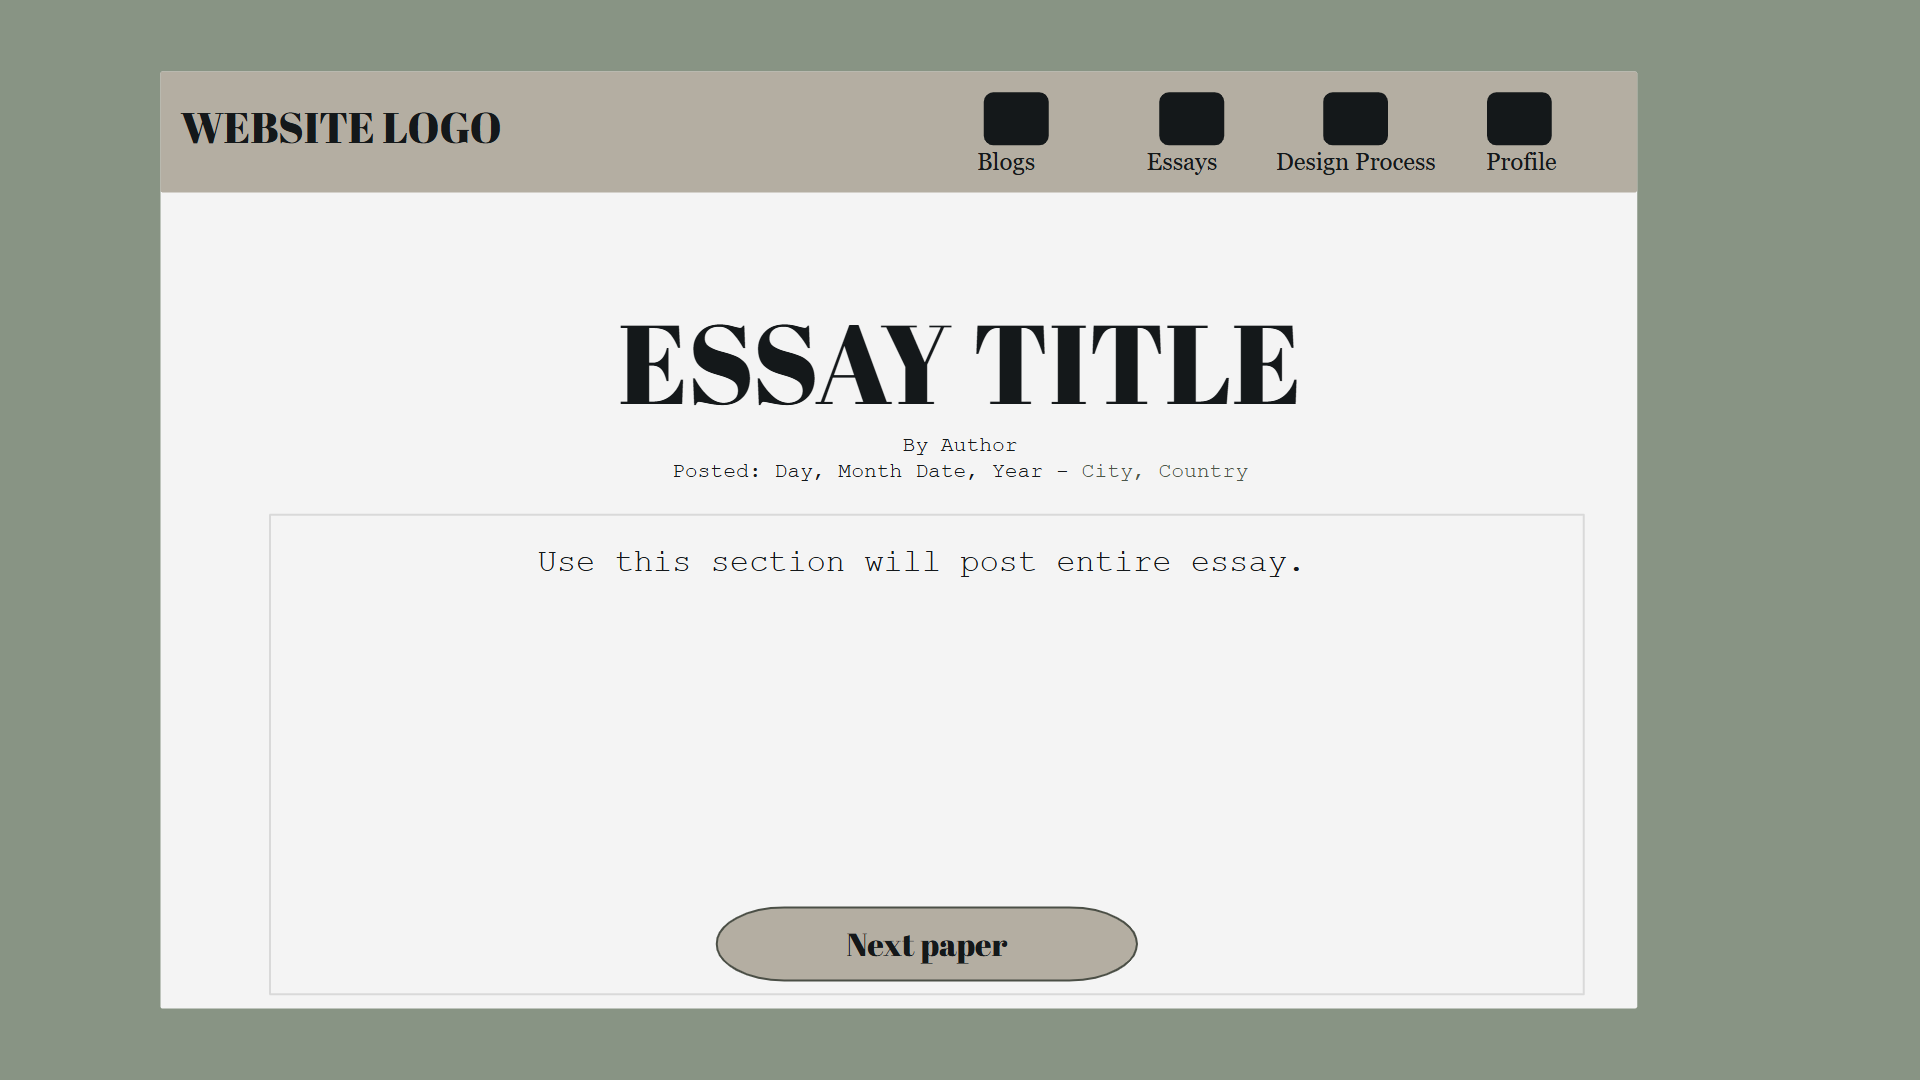 WEBSITE LOGO
Blogs
Essays
Design Process
Profile
ESSAY TITLE
By Author
Posted: Day, Month Date, Year - City, Country
Use this section will post entire essay.
Next paper